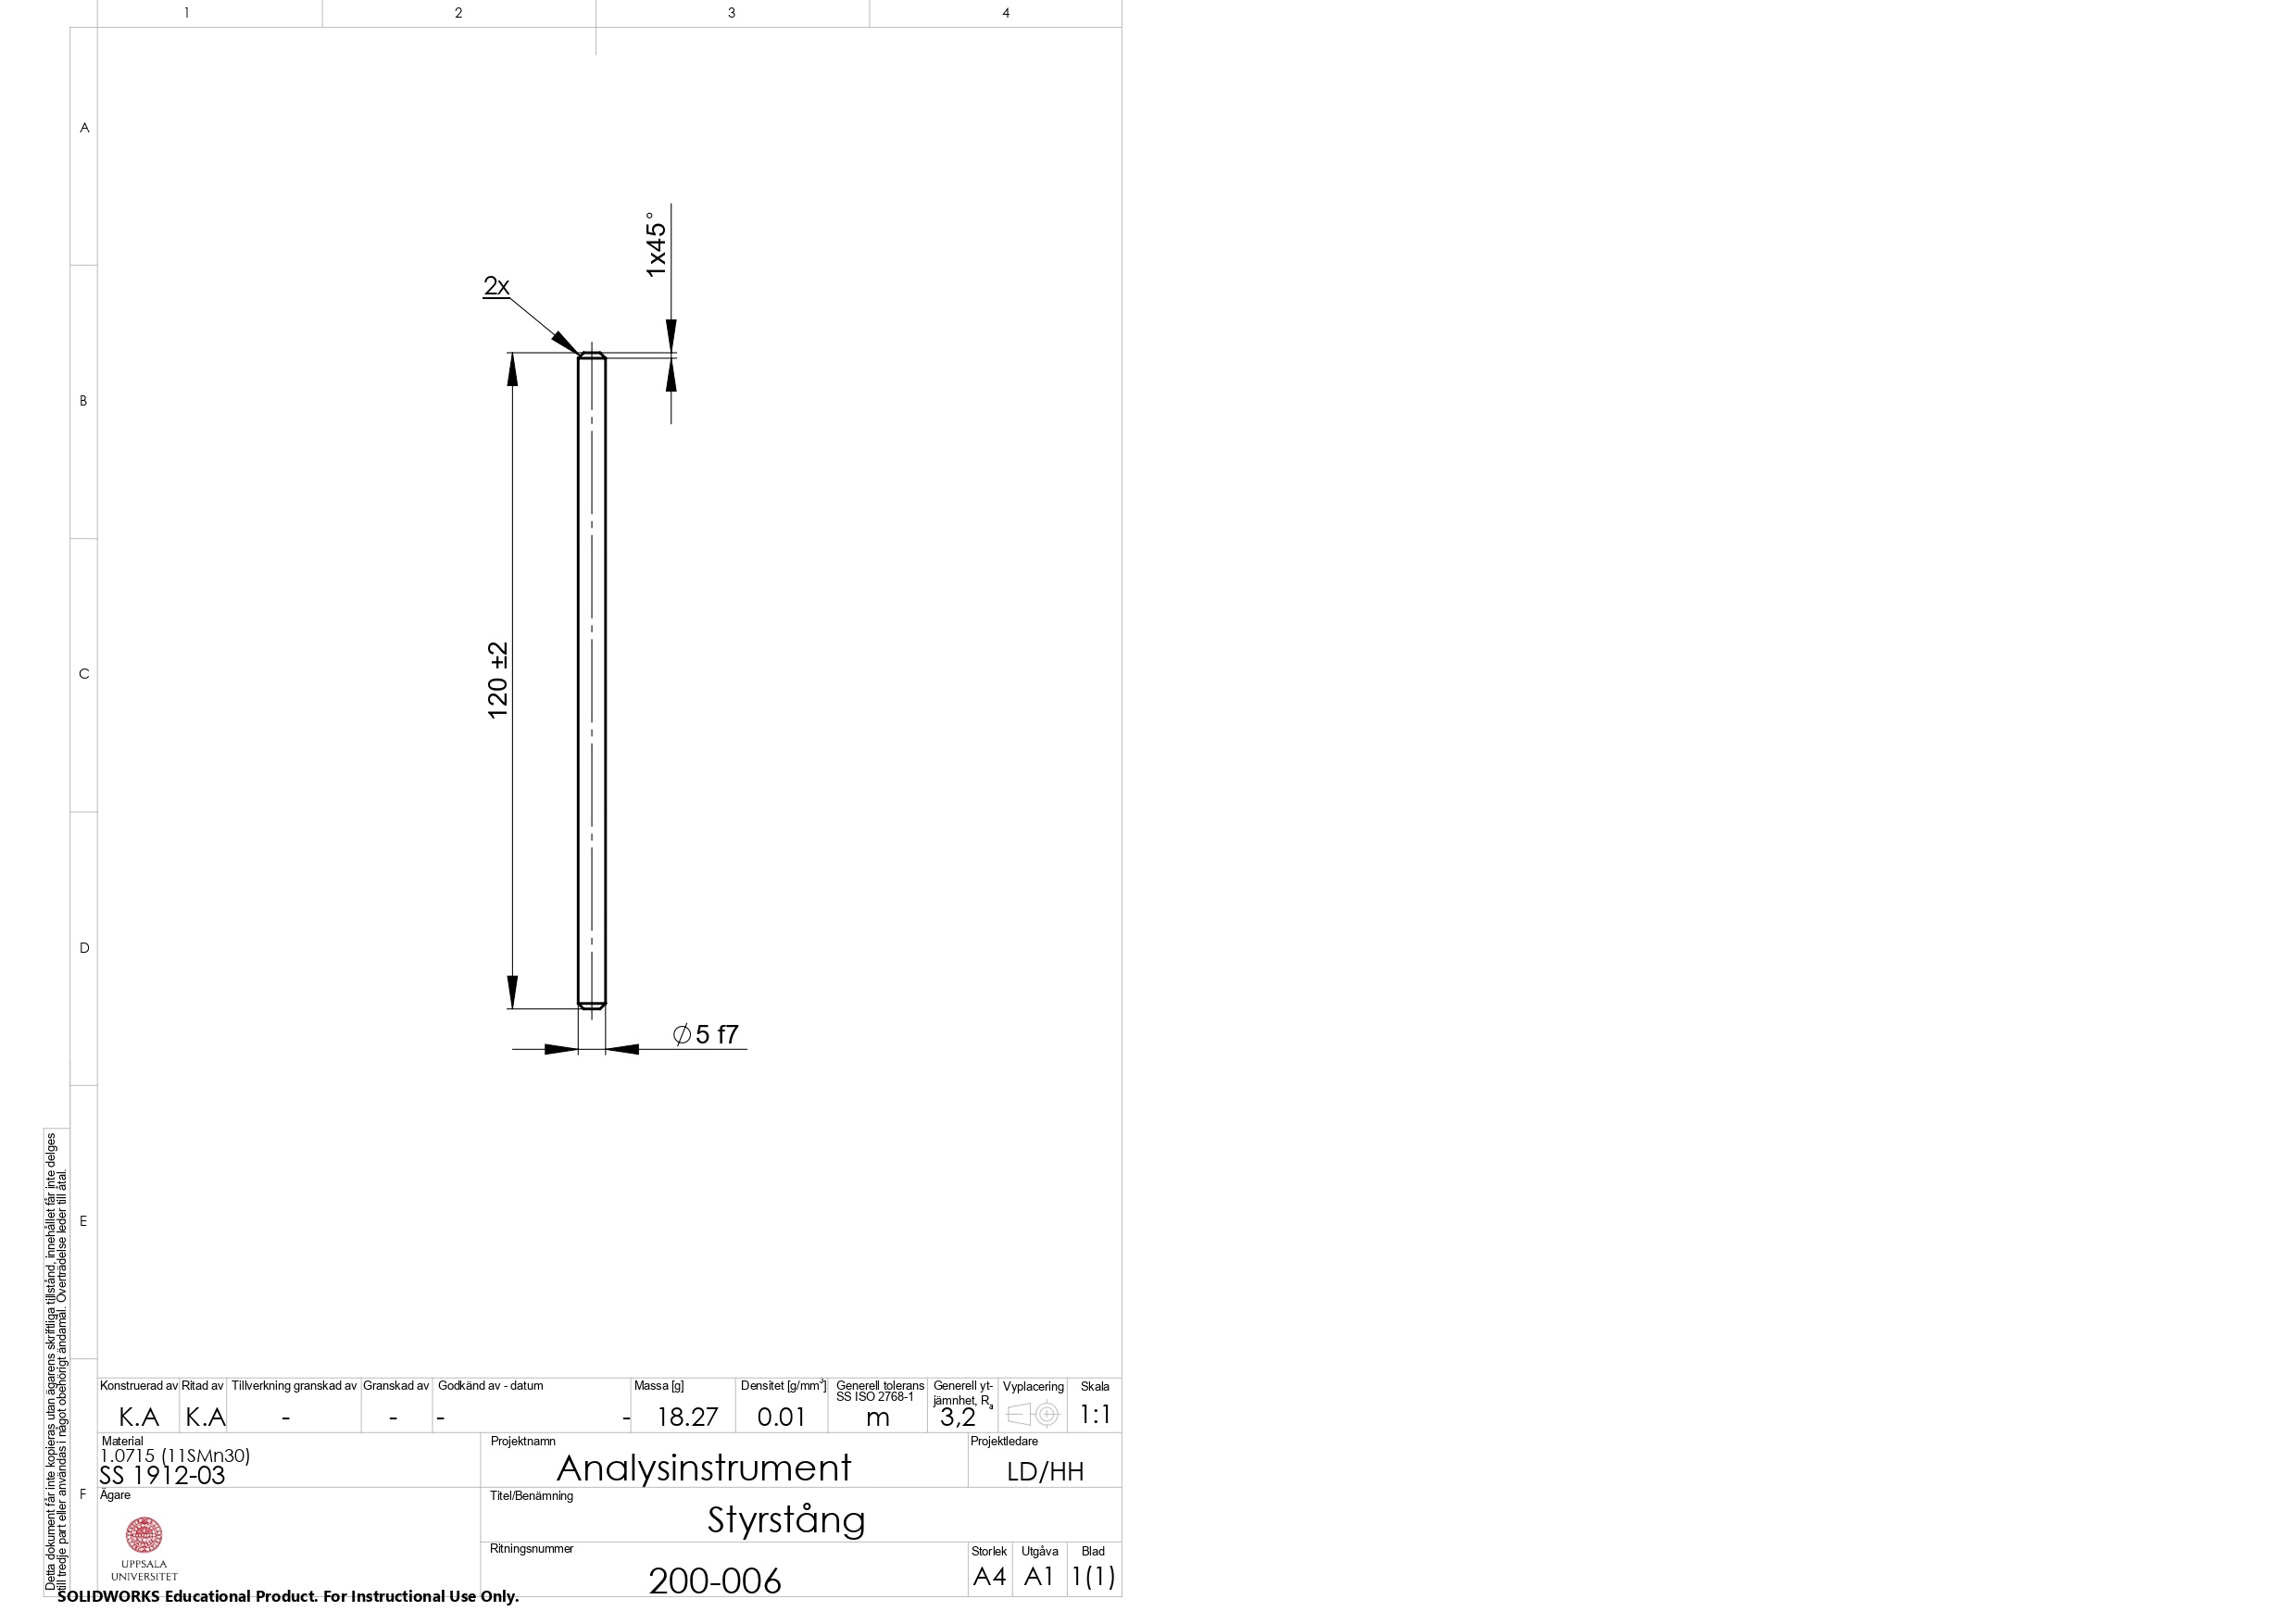 1 2 3 4
A
B
C
D
E
F
1x45°
2x
120 ±2
⌀5 f7
Detta dokument får inte kopieras utan ägarens skriftliga tillstånd, innehållet får inte delges
till tredje part eller användas i något obehörigt ändamål. Överträdelse leder till åtal.
Konstruerad av
K.A
Ritad av
K.A
Tillverkning granskad av
-
Granskad av
-
Godkänd av - datum
- -
Massa [g]
18.27
Densitet [g/mm³]
0.01
Generell tolerans
SS ISO 2768-1
m
Generell yt-
jämnhet, Ra
3,2
Vyplacering
Skala
1:1
Material
1.0715 (11SMn30)
SS 1912-03
Projektnamn
Analysinstrument
Projektledare
LD/HH
Ägare
UPPSALA
UNIVERSITET
Titel/Benämning
Styrstång
Ritningsnummer
200-006
Storlek
A4
Utgåva
A1
Blad
1(1)
SOLIDWORKS Educational Product. For Instructional Use Only.